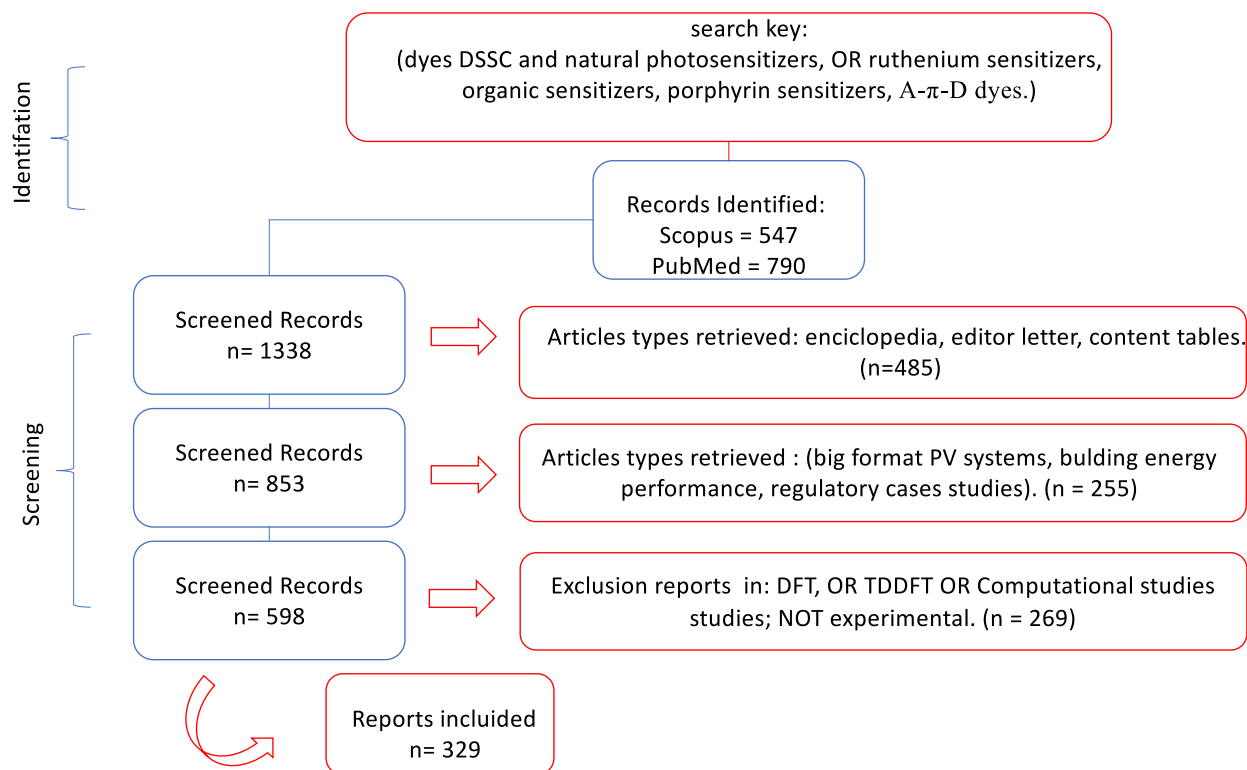 search key:
(dyes DSSC and natural photosensitizers, OR ruthenium sensitizers,
organic sensitizers, porphyrin sensitizers, A-π-D dyes.)
Identifation
Records Identified:
Scopus = 547
PubMed = 790
Screening
Screened Records
n= 1338
Articles types retrieved: enciclopedia, editor letter, content tables.
(n=485)
Screened Records
n= 853
Articles types retrieved : (big format PV systems, bulding energy
performance, regulatory cases studies). (n = 255)
Screened Records
n= 598
Exclusion reports in: DFT, OR TDDFT OR Computational studies
studies; NOT experimental. (n = 269)
Reports incluided
n= 329